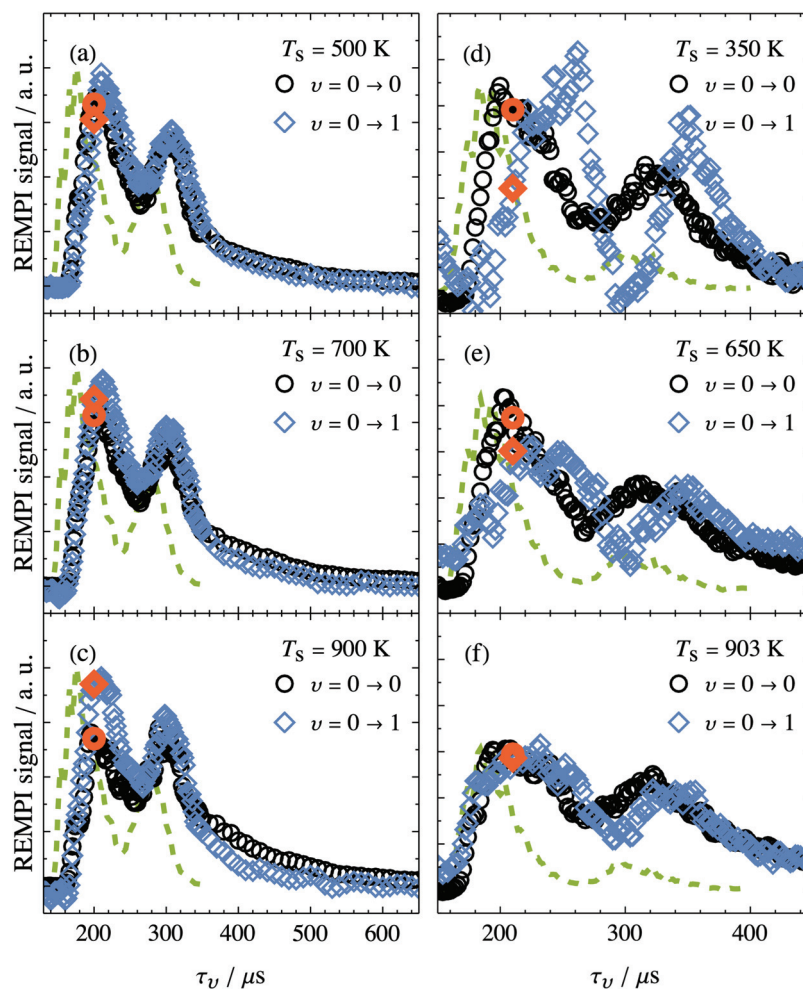 (a)
T_s = 500 K
υ = 0 → 0
υ = 0 → 1
REMPI signal / a. u.
(d)
T_s = 350 K
υ = 0 → 0
υ = 0 → 1
(b)
T_s = 700 K
υ = 0 → 0
υ = 0 → 1
REMPI signal / a. u.
(e)
T_s = 650 K
υ = 0 → 0
υ = 0 → 1
(c)
T_s = 900 K
υ = 0 → 0
υ = 0 → 1
REMPI signal / a. u.
(f)
T_s = 903 K
υ = 0 → 0
υ = 0 → 1
200 300 400 500 600
200 300 400
τ_υ / μs
τ_υ / μs